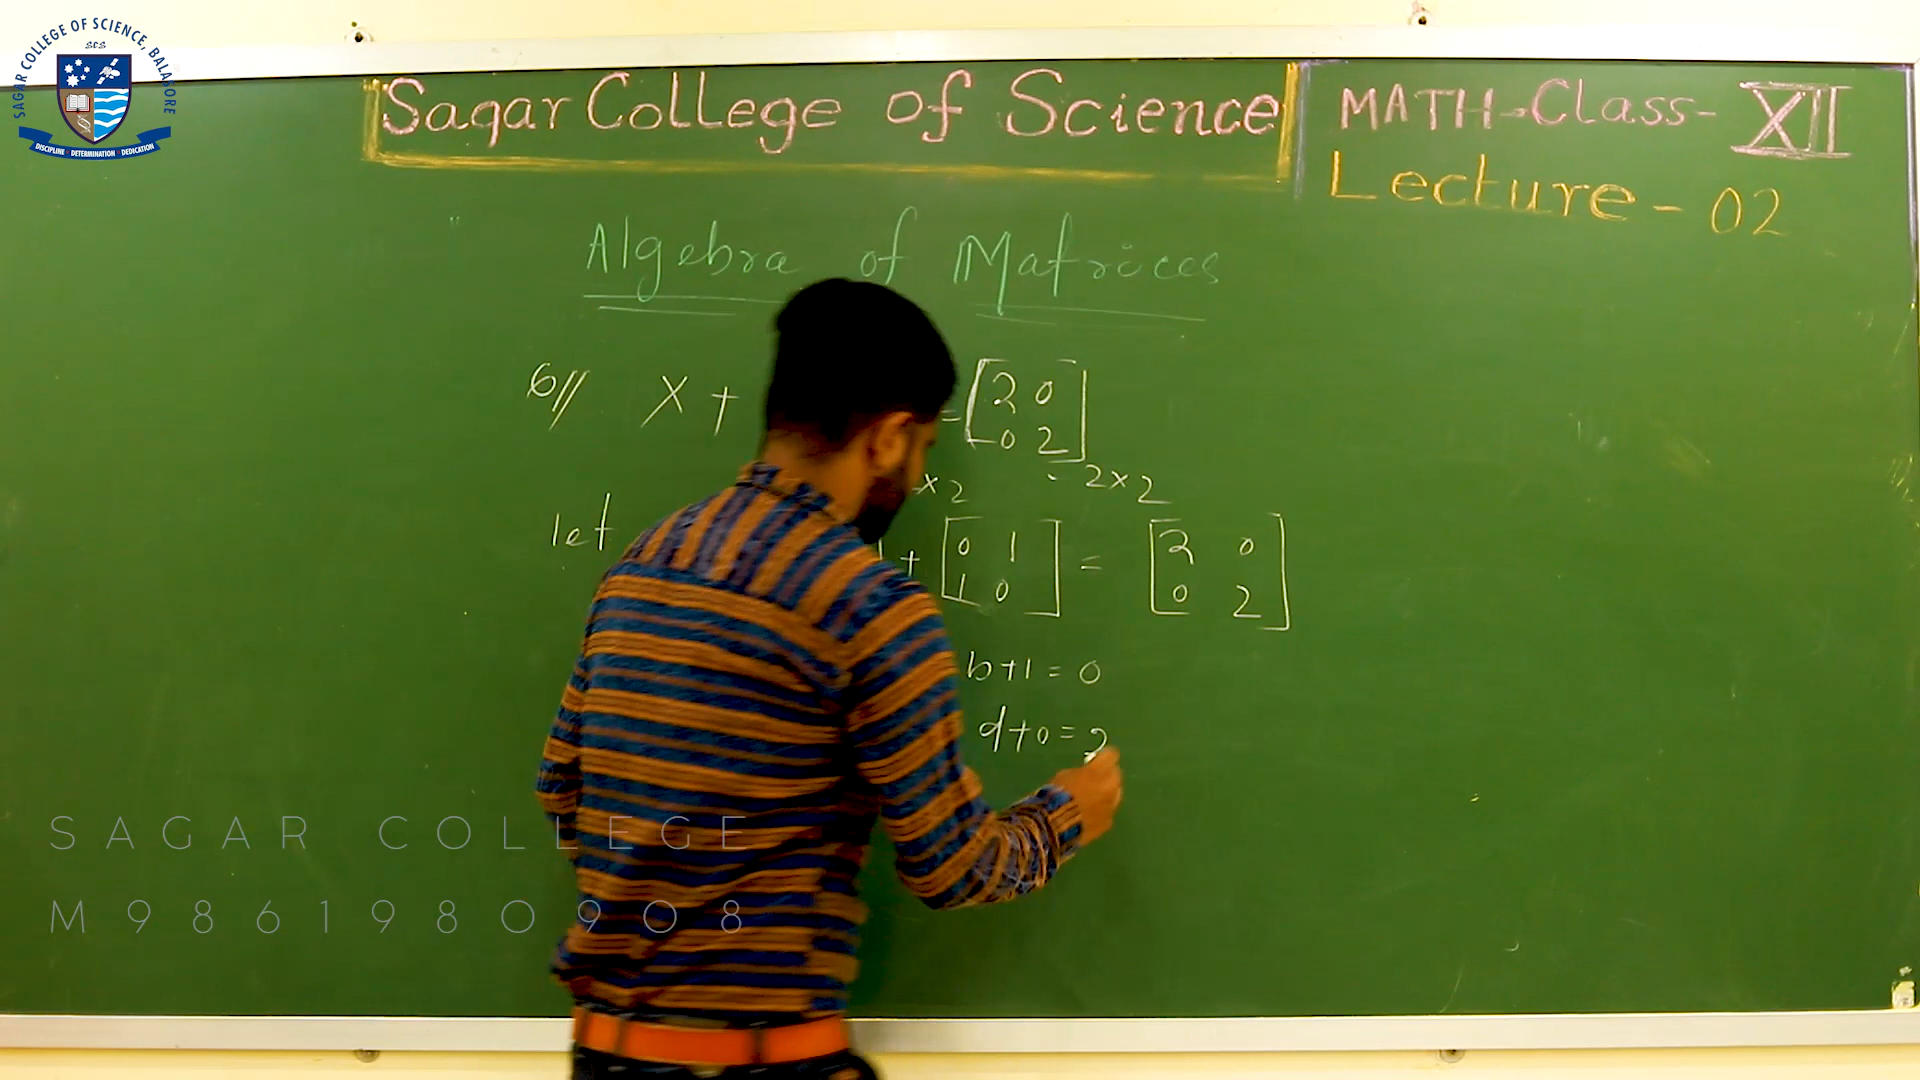 SAGAR COLLEGE OF SCIENCE, BALASORE
SCS
DISCIPLINE DETERMINATION DEDICATION
Sagar College of Science
MATH-Class-XII
Lecture-02
Algebra of Matrices
6// X +
= [2 0
0 2]
×2 2×2
let + [0 1 = [2 0
1 0] 0 2]
b+1=0
d+0=2
SAGAR COLLEGE
M9861980908